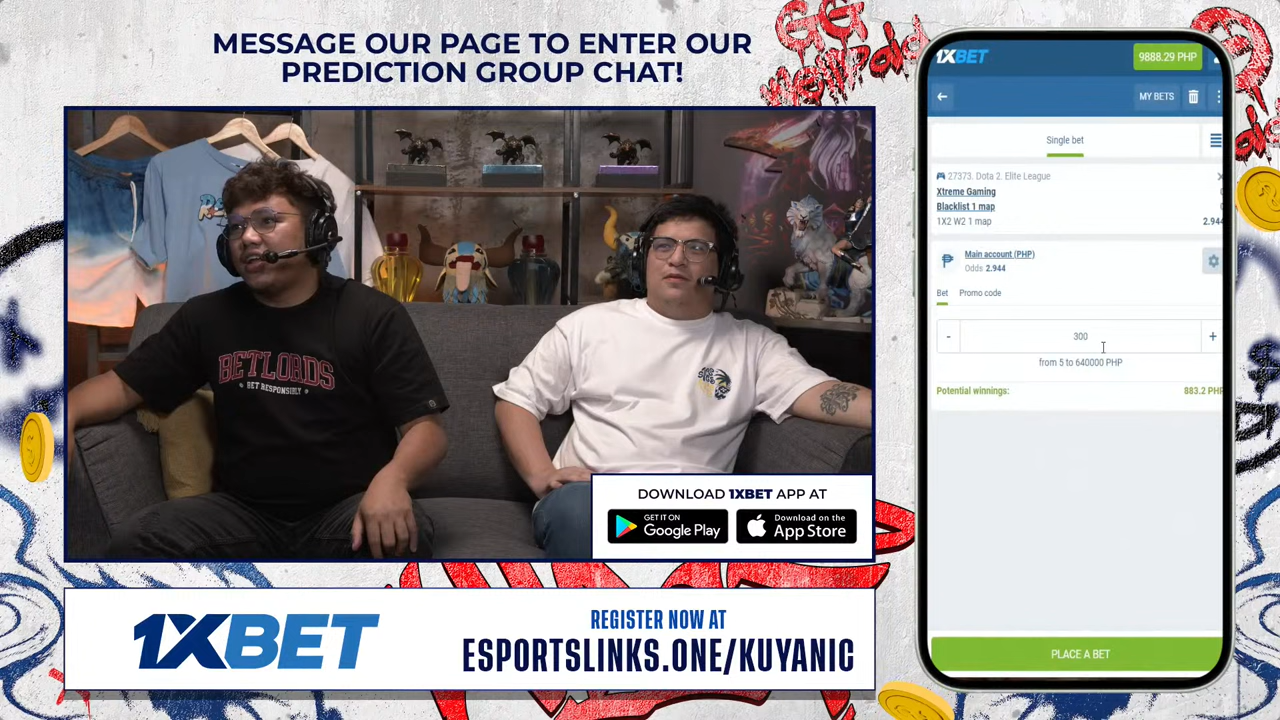 MESSAGE OUR PAGE TO ENTER OUR
PREDICTION GROUP CHAT!
BETLORDS
BET RESPONSIBLY
DOWNLOAD 1XBET APP AT
GET IT ON
Google Play
Download on the
App Store
1XBET
REGISTER NOW AT
ESPORTSLINKS.ONE/KUYANIC
1XBET
9888.29 PHP
MY BETS
Single bet
27373. Dota 2. Elite League
Xtreme Gaming
Blacklist 1 map
1X2 W2 1 map
2.944
Main account (PHP)
Odds 2.944
Bet
Promo code
-
300
+
from 5 to 640000 PHP
Potential winnings:
883.2 PHP
PLACE A BET